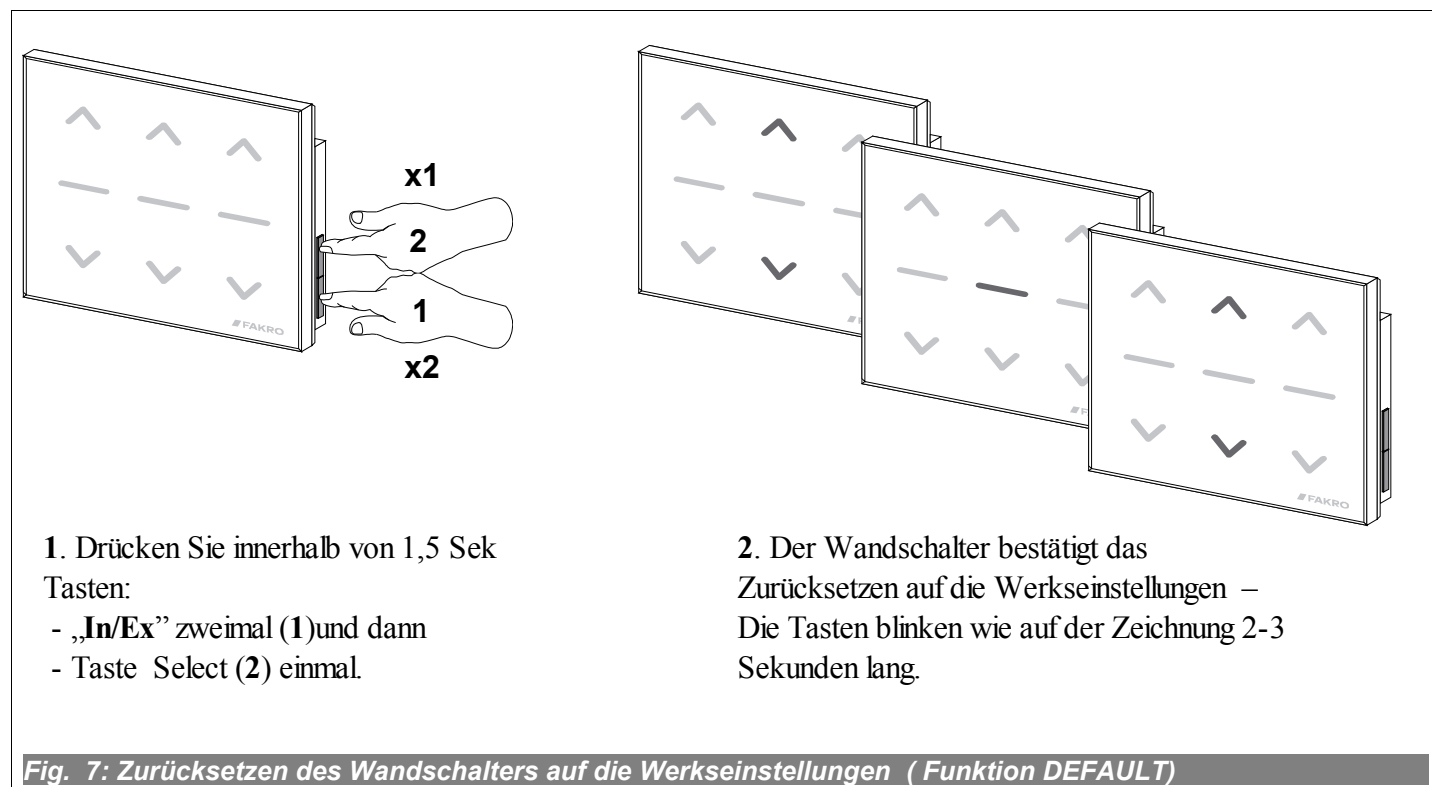 x1
2
1
x2
FAKRO
FAKRO
1. Drücken Sie innerhalb von 1,5 Sek
Tasten:
- „In/Ex” zweimal (1)und dann
- Taste Select (2) einmal.
2. Der Wandschalter bestätigt das
Zurücksetzen auf die Werkseinstellungen –
Die Tasten blinken wie auf der Zeichnung 2-3
Sekunden lang.
Fig. 7: Zurücksetzen des Wandschalters auf die Werkseinstellungen ( Funktion DEFAULT)